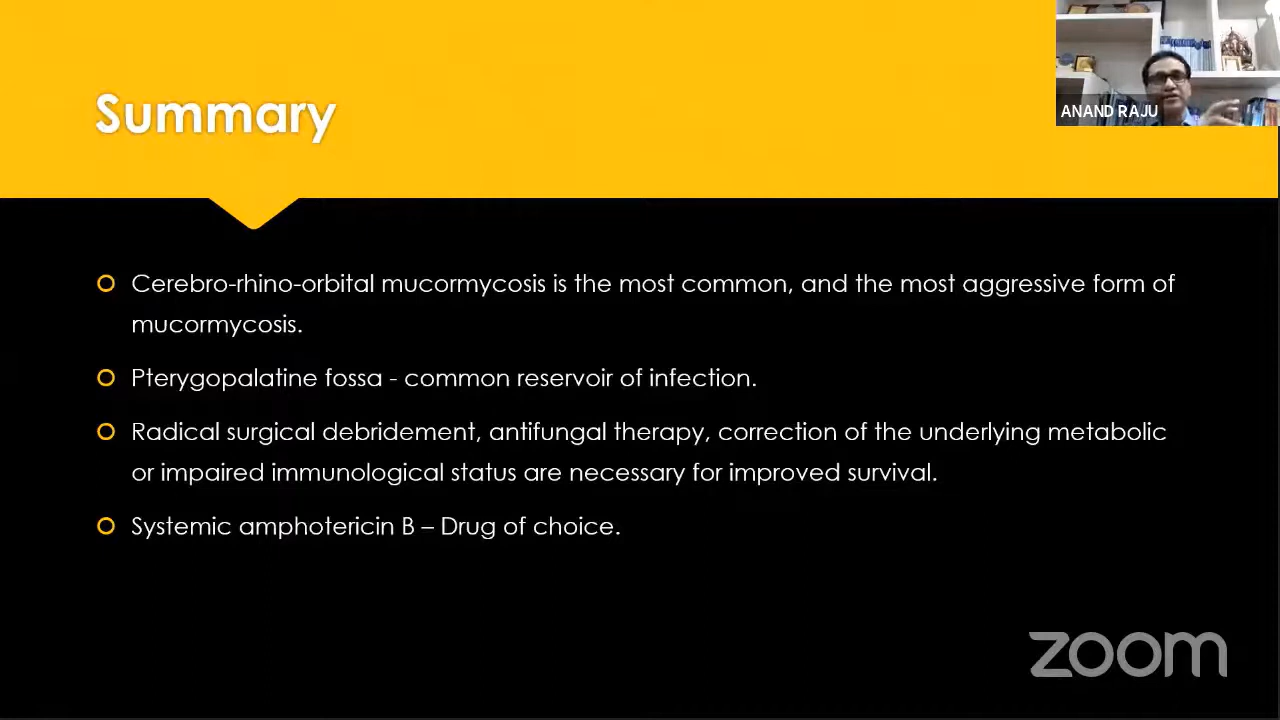 Summary
ANAND RAJU
Cerebro-rhino-orbital mucormycosis is the most common, and the most aggressive form of
mucormycosis.
Pterygopalatine fossa - common reservoir of infection.
Radical surgical debridement, antifungal therapy, correction of the underlying metabolic
or impaired immunological status are necessary for improved survival.
Systemic amphotericin B – Drug of choice.
zoom